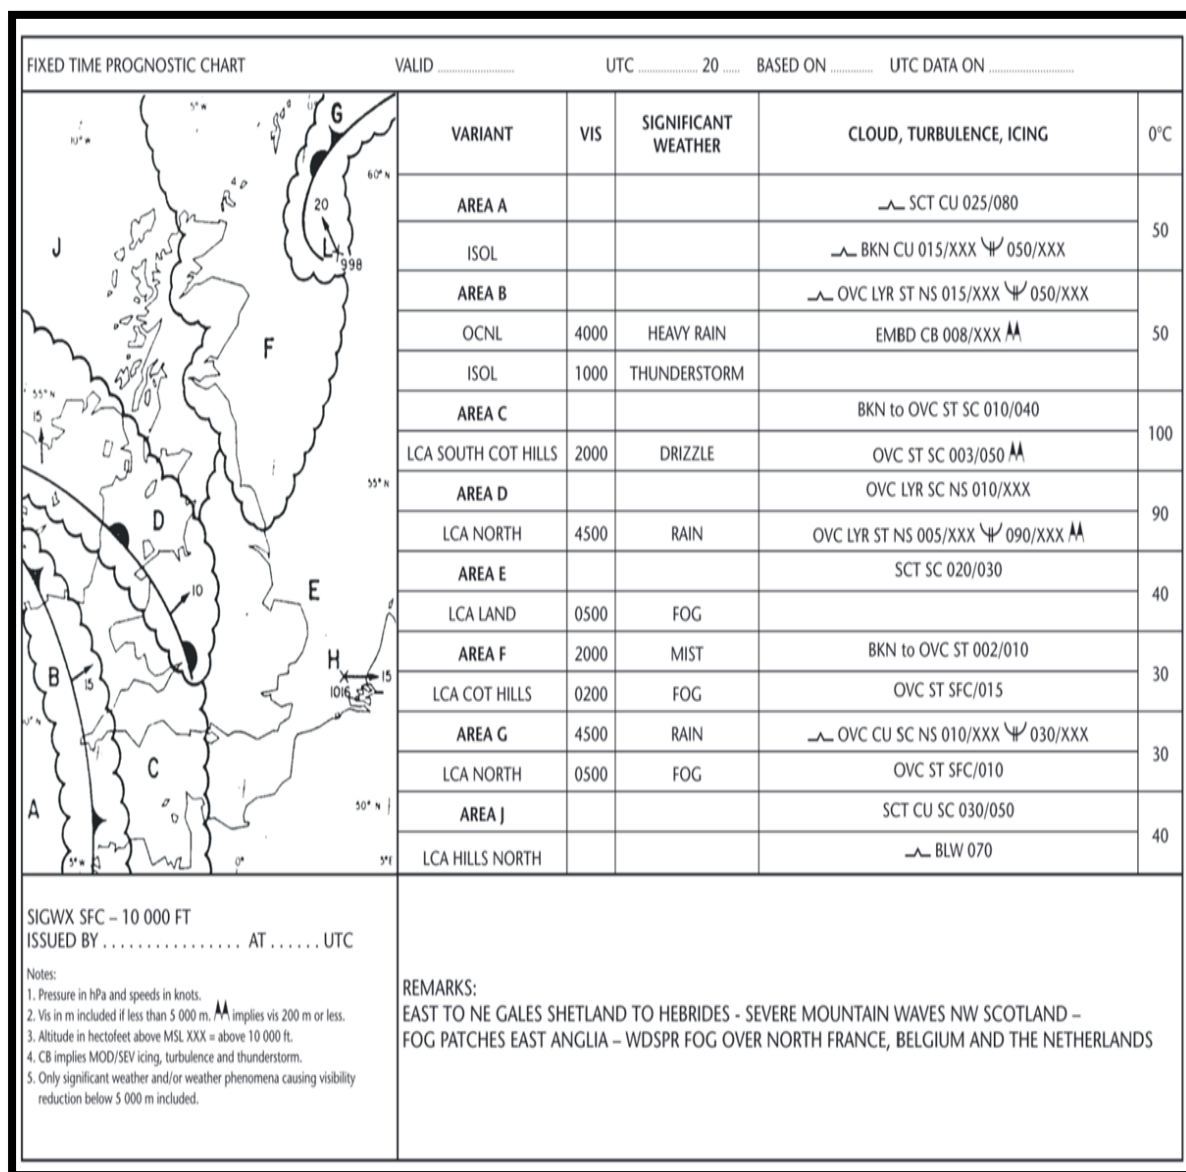 FIXED TIME PROGNOSTIC CHART VALID ........................ UTC .................. 20 ..... BASED ON ............. UTC DATA ON ..........................
VARIANT VIS SIGNIFICANT WEATHER CLOUD, TURBULENCE, ICING 0°C
AREA A SCT CU 025/080 50
ISOL BKN CU 015/XXX 050/XXX
AREA B OVC LYR ST NS 015/XXX 050/XXX 50
OCNL 4000 HEAVY RAIN EMBD CB 008/XXX
ISOL 1000 THUNDERSTORM
AREA C BKN to OVC ST SC 010/040 100
LCA SOUTH COT HILLS 2000 DRIZZLE OVC ST SC 003/050
AREA D OVC LYR SC NS 010/XXX 90
LCA NORTH 4500 RAIN OVC LYR ST NS 005/XXX 090/XXX
AREA E SCT SC 020/030 40
LCA LAND 0500 FOG
AREA F 2000 MIST BKN to OVC ST 002/010 30
LCA COT HILLS 0200 FOG OVC ST SFC/015
AREA G 4500 RAIN OVC CU SC NS 010/XXX 030/XXX 30
LCA NORTH 0500 FOG OVC ST SFC/010
AREA J SCT CU SC 030/050 40
LCA HILLS NORTH BLW 070
5°W 0°
G
10°W
60°N
20
J
L
998
F
55°N
15
55°N
D
10
E
H
15
1016
B
15
C
A
50°N
5°W 0° 5°E
SIGWX SFC – 10 000 FT
ISSUED BY . . . . . . . . . . . . . . . . AT . . . . . . UTC
Notes:
1. Pressure in hPa and speeds in knots.
2. Vis in m included if less than 5 000 m. implies vis 200 m or less.
3. Altitude in hectofeet above MSL XXX = above 10 000 ft.
4. CB implies MOD/SEV icing, turbulence and thunderstorm.
5. Only significant weather and/or weather phenomena causing visibility
reduction below 5 000 m included.
REMARKS:
EAST TO NE GALES SHETLAND TO HEBRIDES - SEVERE MOUNTAIN WAVES NW SCOTLAND –
FOG PATCHES EAST ANGLIA – WDSPR FOG OVER NORTH FRANCE, BELGIUM AND THE NETHERLANDS